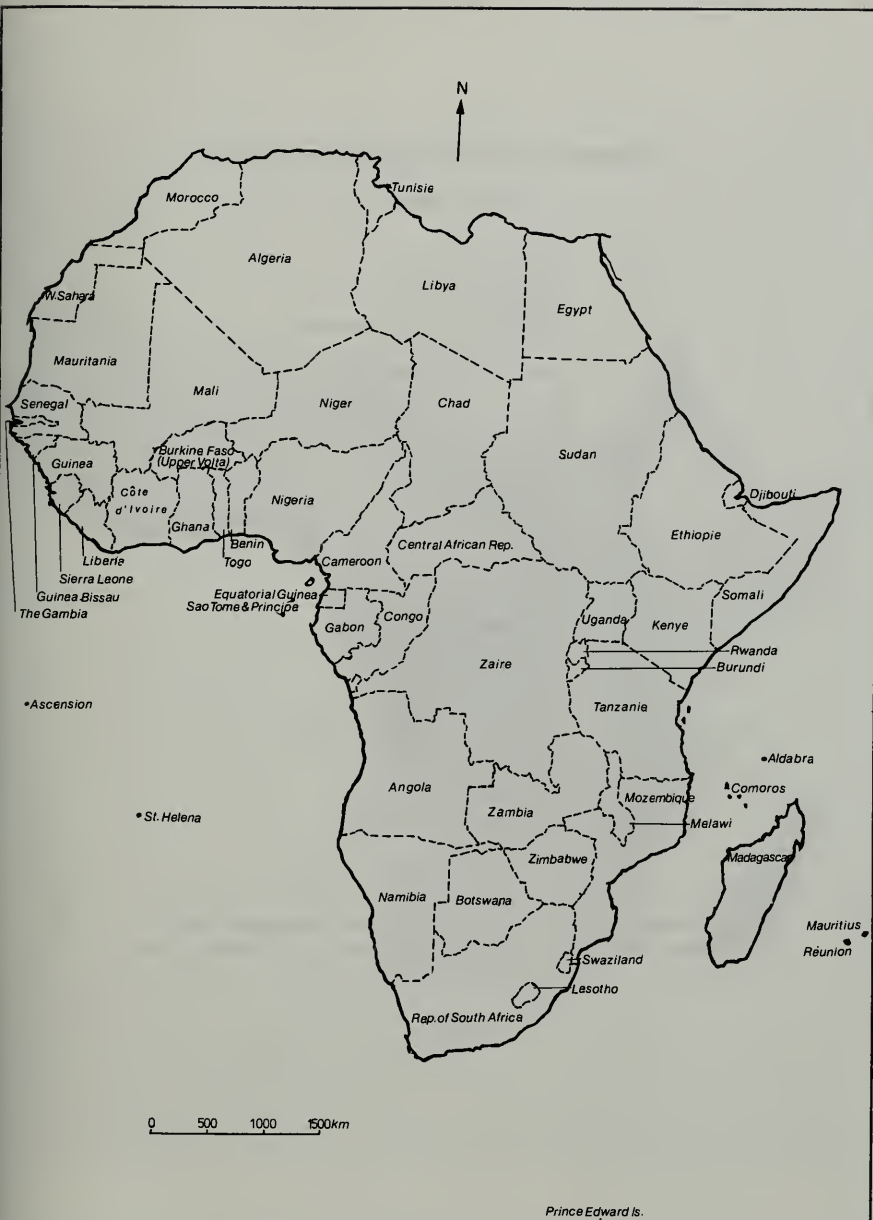 N
Tunisie
Morocco
Algeria
Libya
Egypt
W.Sahara
Mauritania
Mali
Niger
Chad
Sudan
Senegal
Burkine Faso
(Upper Volta)
Guinea
Côte
d'Ivoire
Ghana
Nigeria
Djibouti
Ethiopie
Benin
Togo
Liberia
Sierra Leone
Guinea-Bissau
The Gambia
Cameroon
Central African Rep.
Somali
Equatorial Guinea
Sao Tome & Principe
Gabon
Congo
Uganda
Kenye
Rwanda
Burundi
Zaire
Tanzania
Ascension
Aldabra
Comoros
Angola
Zambia
Mozembique
Melawi
St. Helena
Madagascar
Zimbabwe
Namibia
Botswana
Mauritius
Réunion
Swaziland
Lesotho
Rep. of South Africa
0 500 1000 1500km
Prince Edward Is.